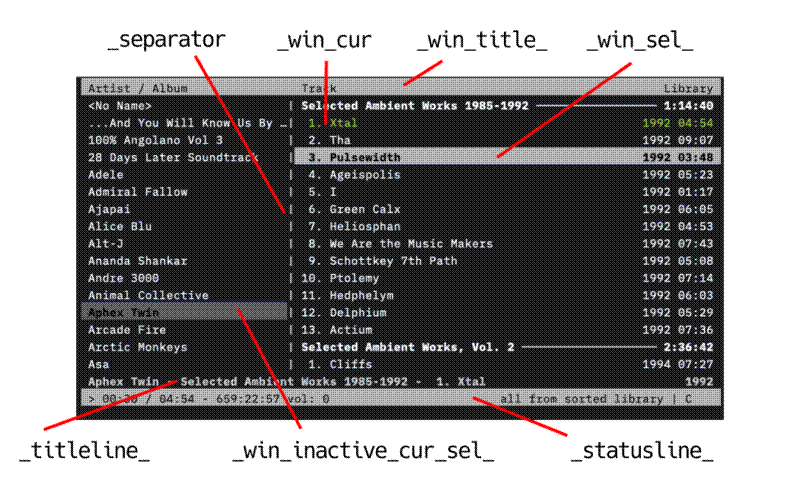 _separator _win_cur _win_title_ _win_sel_
Artist / Album Track Library
<No Name> | Selected Ambient Works 1985-1992 ───────────────── 1:14:40
...And You Will Know Us By …| 1. Xtal 1992 04:54
100% Angolano Vol 3 | 2. Tha 1992 09:07
28 Days Later Soundtrack | 3. Pulsewidth 1992 03:48
Adele | 4. Ageispolis 1992 05:23
Admiral Fallow | 5. I 1992 01:17
Ajapai | 6. Green Calx 1992 06:05
Alice Blu | 7. Heliosphan 1992 04:53
Alt-J | 8. We Are the Music Makers 1992 07:43
Ananda Shankar | 9. Schottkey 7th Path 1992 05:08
Andre 3000 | 10. Ptolemy 1992 07:14
Animal Collective | 11. Hedphelym 1992 06:03
Aphex Twin | 12. Delphium 1992 05:29
Arcade Fire | 13. Actium 1992 07:36
Arctic Monkeys | Selected Ambient Works, Vol. 2 ─────────────────── 2:36:42
Asa | 1. Cliffs 1994 07:27
Aphex Twin - Selected Ambient Works 1985-1992 - 1. Xtal 1992
> 00:30 / 04:54 - 659:22:57 vol: 0 all from sorted library | C
_titleline_ _win_inactive_cur_sel_ _statusline_